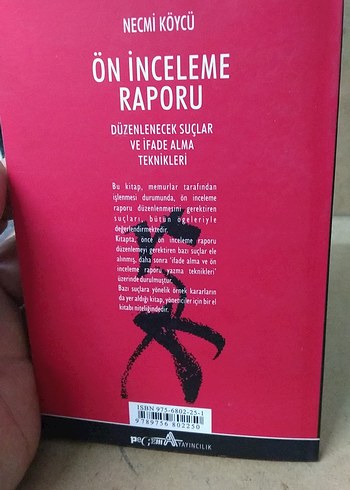 NECMİ KÖYCÜ
ÖN İNCELEME
RAPORU
DÜZENLENECEK SUÇLAR
VE İFADE ALMA
TEKNİKLERİ
Bu kitap, memurlar tarafından
işlenmesi durumunda, ön inceleme
raporu düzenlenmesini gerektiren
suçları, bütün ögeleriyle
değerlendirmektedir.
Kitapta, önce ön inceleme raporu
düzenlemeyi gerektiren bazı suçlar ele
alınmış, daha sonra 'ifade alma ve ön
inceleme raporu yazma teknikleri'
üzerinde durulmuştur.
Bazı suçlara yönelik örnek kararların
da yer aldığı kitap, yöneticiler için bir el
kitabı niteliğindedir.
ISBN 975-6802-25-1
9789756802250
PEGEM A YAYINCILIK